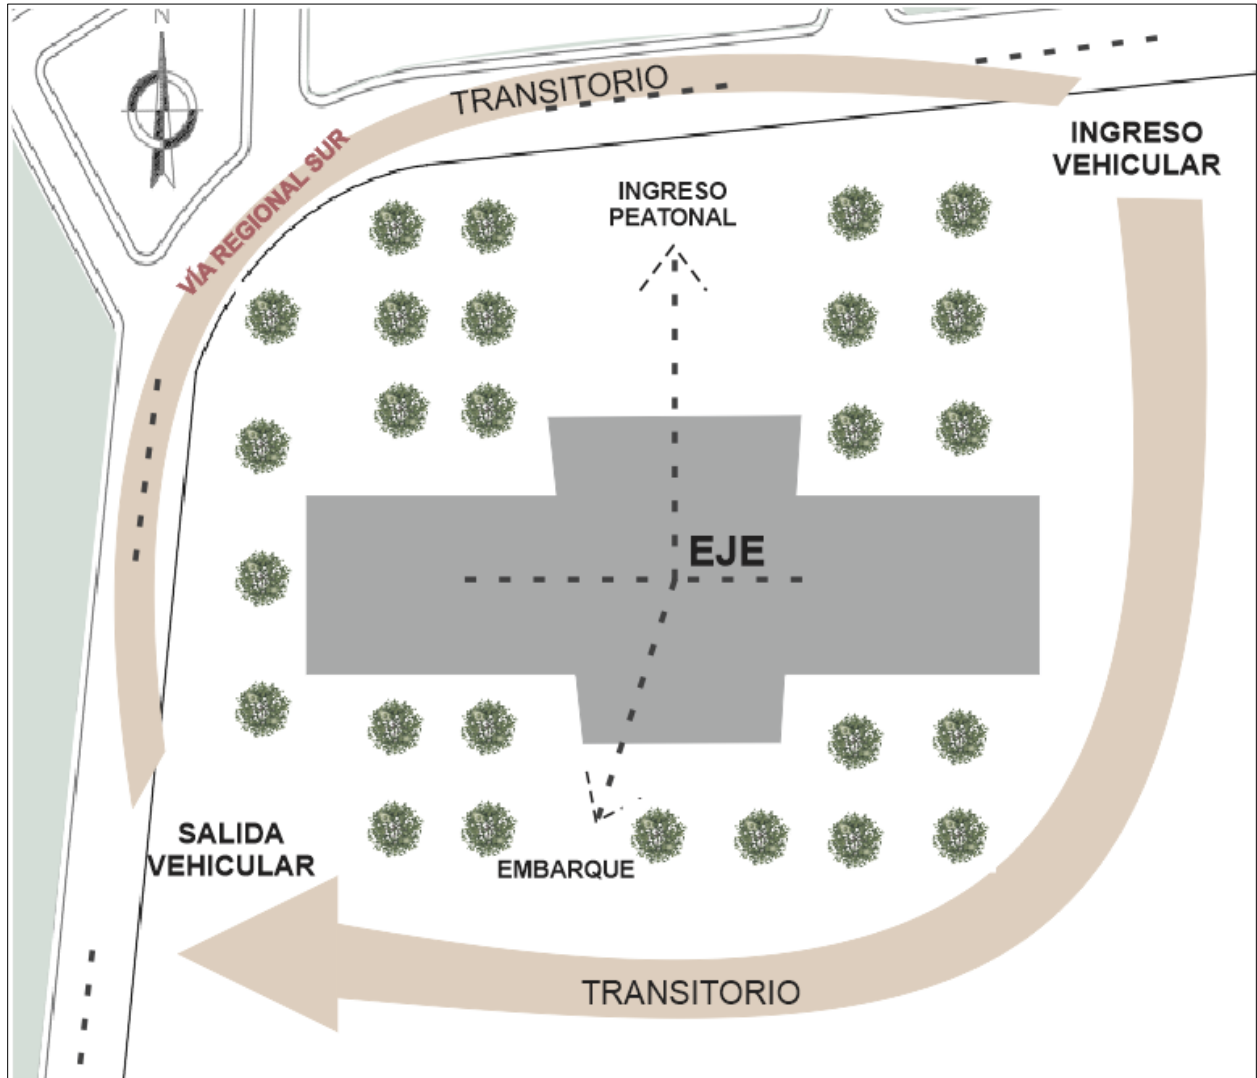 N
TRANSITORIO
VÍA REGIONAL SUR
INGRESO
VEHICULAR
INGRESO
PEATONAL
EJE
SALIDA
VEHICULAR
EMBARQUE
TRANSITORIO